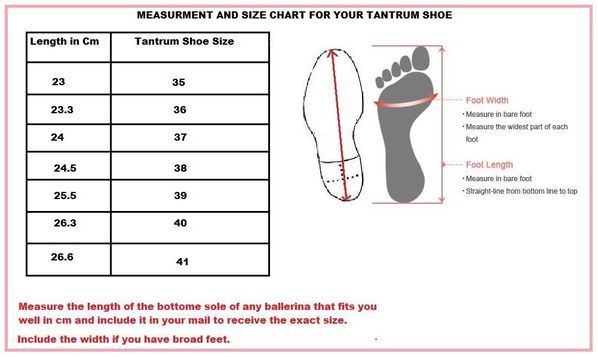 MEASURMENT AND SIZE CHART FOR YOUR TANTRUM SHOE
Length in Cm Tantrum Shoe Size
23 35
23.3 36
24 37
24.5 38
25.5 39
26.3 40
26.6 41
Foot Width
• Measure in bare foot
• Measure the widest part of each
foot
Foot Length
• Measure in bare foot
• Straight-line from bottom line to top
Measure the length of the bottome sole of any ballerina that fits you
well in cm and include it in your mail to receive the exact size.
Include the width if you have broad feet.